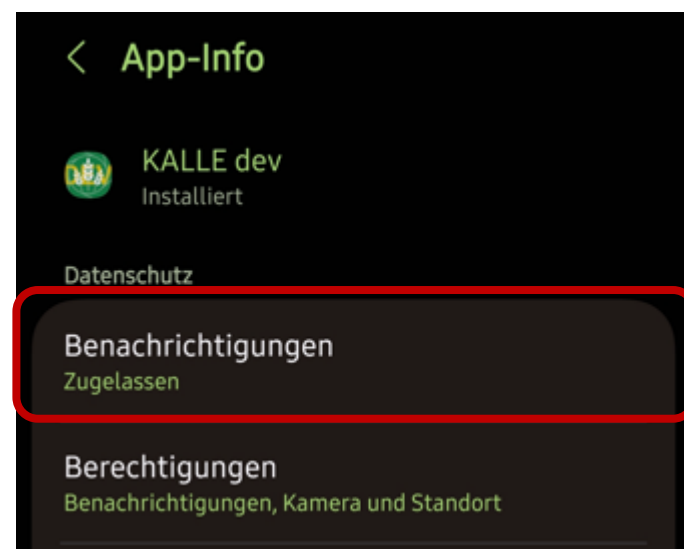 App-Info
KALLE dev
Installiert
Datenschutz
Benachrichtigungen
Zugelassen
Berechtigungen
Benachrichtigungen, Kamera und Standort